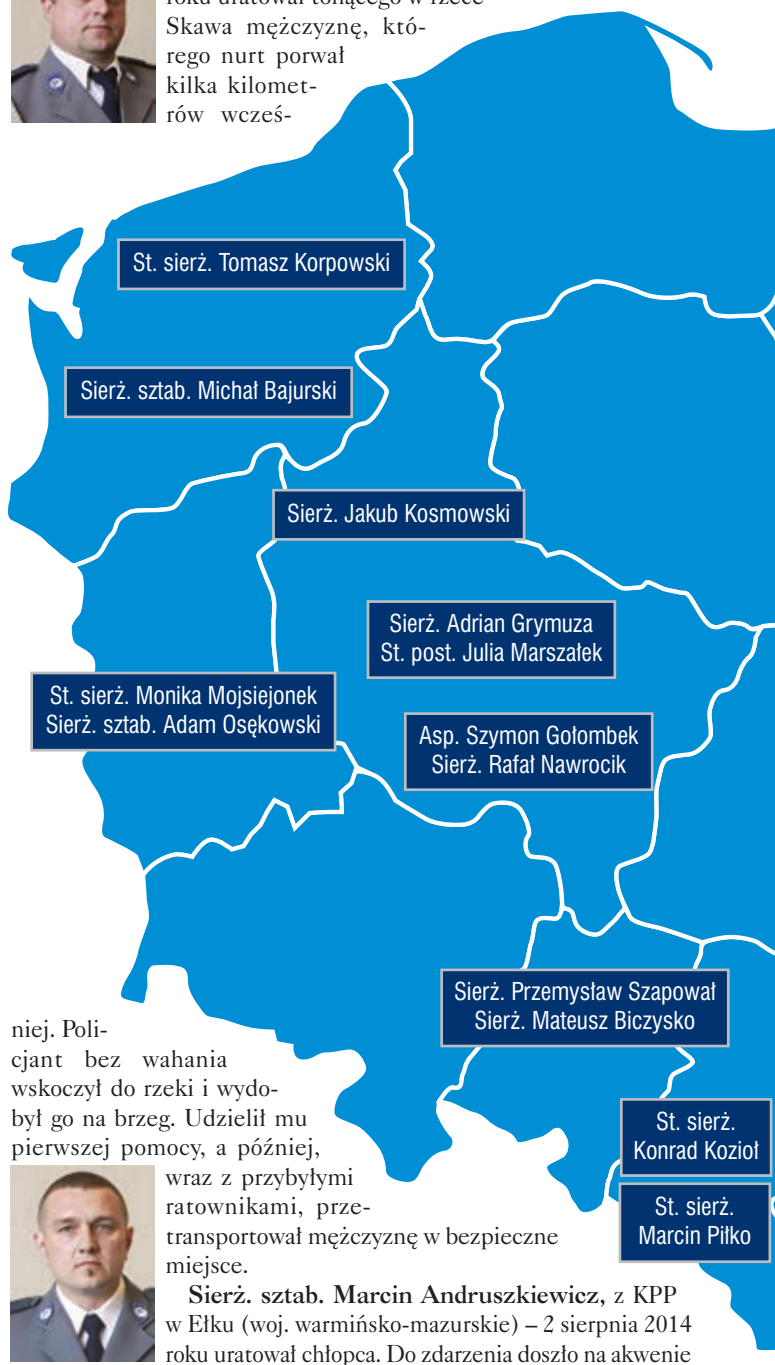 roku uratował tonącego w rzece
Skawa mężczyznę, któ-
rego nurt porwał
kilka kilomet-
rów wcześ-
St. sierż. Tomasz Korpowski
Sierż. sztab. Michał Bajurski
Sierż. Jakub Kosmowski
Sierż. Adrian Grymuza
St. post. Julia Marszałek
St. sierż. Monika Mojsiejonek
Sierż. sztab. Adam Osękowski
Asp. Szymon Gołombek
Sierż. Rafał Nawrocik
Sierż. Przemysław Szapował
Sierż. Mateusz Biczysko
St. sierż.
Konrad Kozioł
St. sierż.
Marcin Piłko
niej. Poli-
cjant bez wahania
wskoczył do rzeki i wydo-
był go na brzeg. Udzielił mu
pierwszej pomocy, a później,
wraz z przybyłymi
ratownikami, prze-
transportował mężczyznę w bezpieczne
miejsce.
Sierż. sztab. Marcin Andruszkiewicz, z KPP
w Ełku (woj. warmińsko-mazurskie) – 2 sierpnia 2014
roku uratował chłopca. Do zdarzenia doszło na akwenie